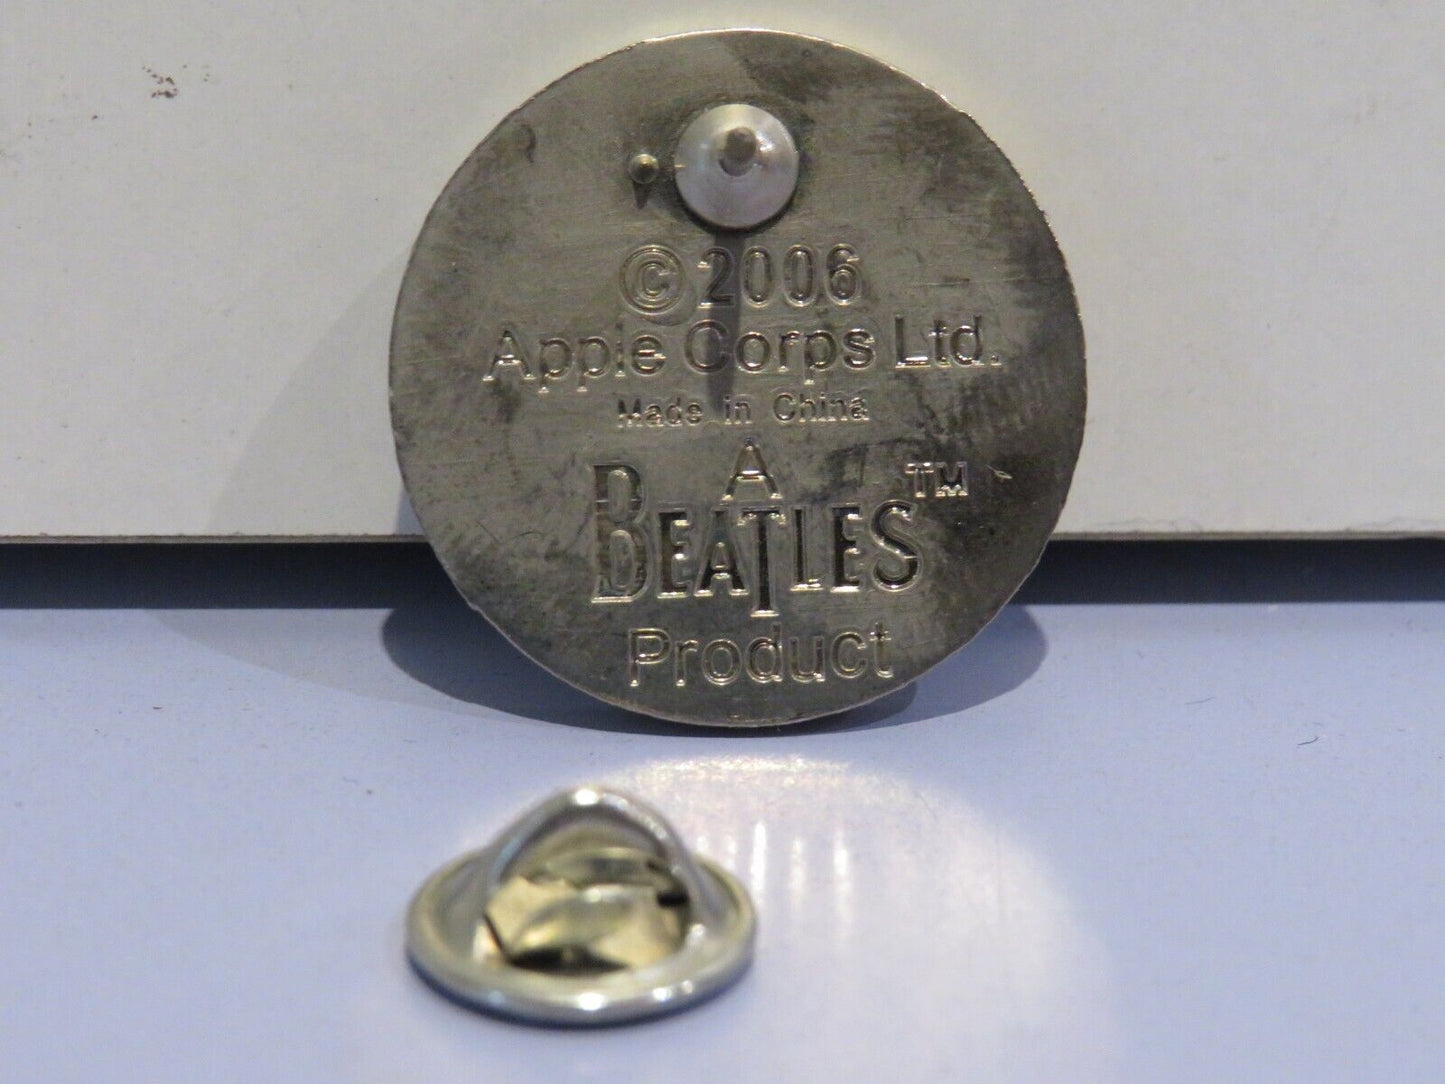 ©2006
Apple Corps Ltd.
Made in China
A
BEATLES™
Product